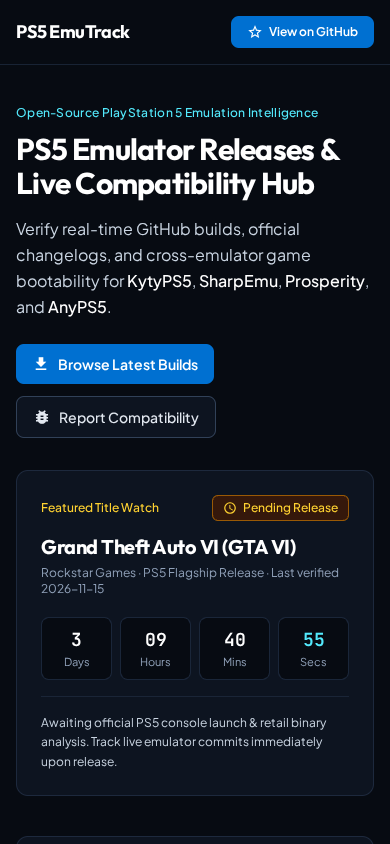 PS5 EmuTrack
View on GitHub
Open-Source PlayStation 5 Emulation Intelligence
PS5 Emulator Releases &
Live Compatibility Hub
Verify real-time GitHub builds, official
changelogs, and cross-emulator game
bootability for KytyPS5, SharpEmu, Prosperity,
and AnyPS5.
Browse Latest Builds
Report Compatibility
Featured Title Watch
Pending Release
Grand Theft Auto VI (GTA VI)
Rockstar Games · PS5 Flagship Release · Last verified
2026-11-15
3
Days
09
Hours
40
Mins
55
Secs
Awaiting official PS5 console launch & retail binary
analysis. Track live emulator commits immediately
upon release.